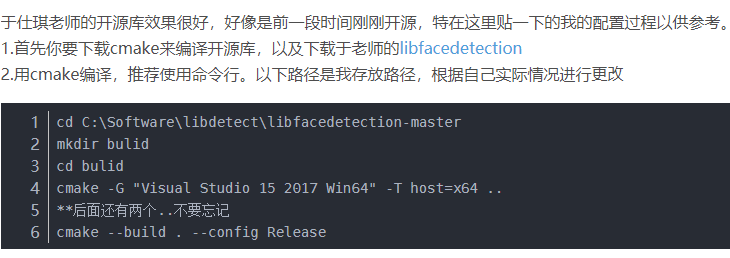 于仕琪老师的开源库效果很好，好像是前一段时间刚刚开源，特在这里贴一下的我的配置过程以供参考。
1.首先你要下载cmake来编译开源库，以及下载于老师的libfacedetection
2.用cmake编译，推荐使用命令行。以下路径是我存放路径，根据自己实际情况进行更改
1 cd C:\Software\libdetect\libfacedetection-master
2 mkdir bulid
3 cd bulid
4 cmake -G "Visual Studio 15 2017 Win64" -T host=x64 ..
5 **后面还有两个..不要忘记
6 cmake --build . --config Release